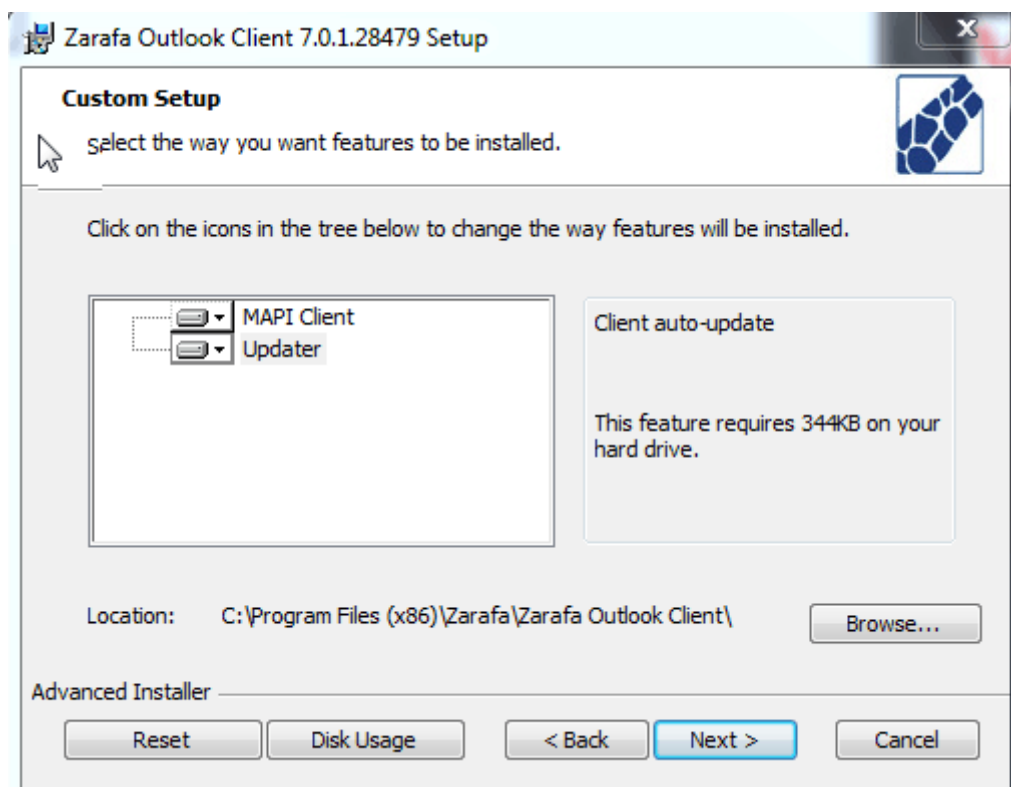 Zarafa Outlook Client 7.0.1.28479 Setup
Custom Setup
Select the way you want features to be installed.
Click on the icons in the tree below to change the way features will be installed.
MAPI Client
Updater
Client auto-update
This feature requires 344KB on your
hard drive.
Location: C:\Program Files (x86)\Zarafa\Zarafa Outlook Client\
Browse...
Advanced Installer
Reset Disk Usage < Back Next > Cancel